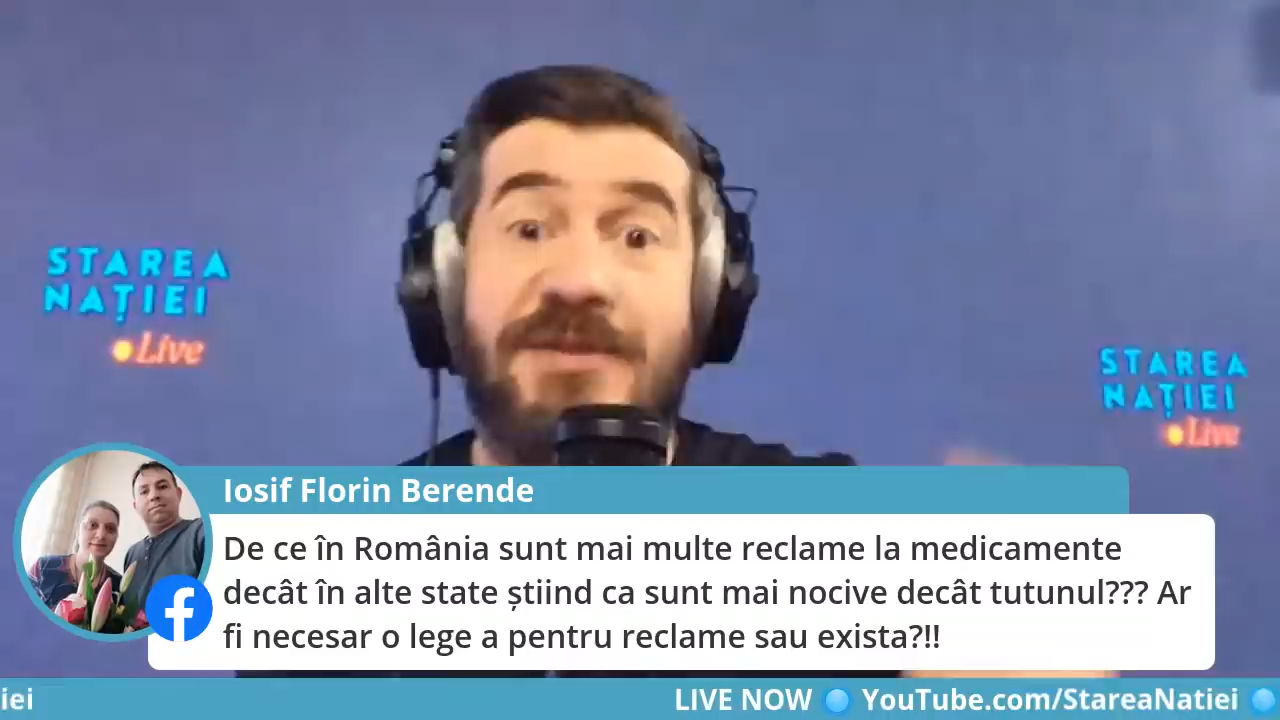 STAREA
NAȚIEI
Live
STAREA
NAȚIEI
Live
Iosif Florin Berende
De ce în România sunt mai multe reclame la medicamente
decât în alte state știind ca sunt mai nocive decât tutunul??? Ar
fi necesar o lege a pentru reclame sau exista?!!
iei LIVE NOW YouTube.com/StareaNatiei